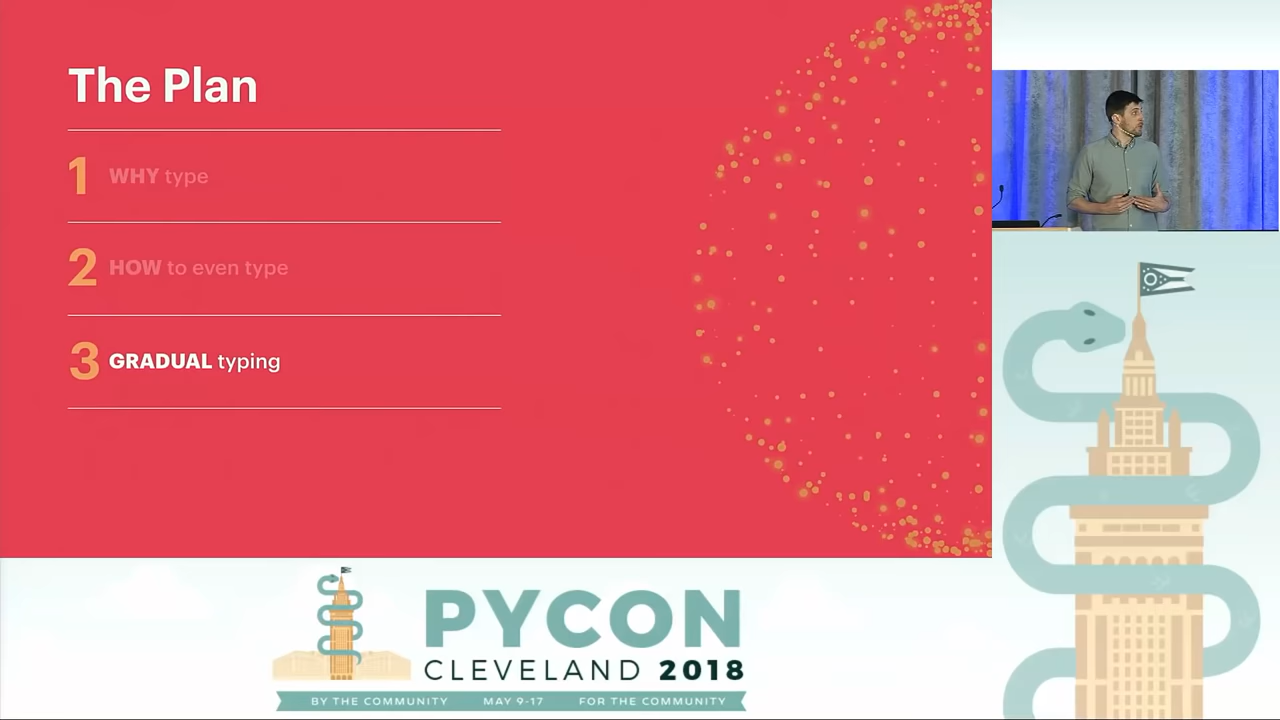 The Plan
1 WHY type
2 HOW to even type
3 GRADUAL typing
PYCON
CLEVELAND 2018
BY THE COMMUNITY MAY 9-17 FOR THE COMMUNITY